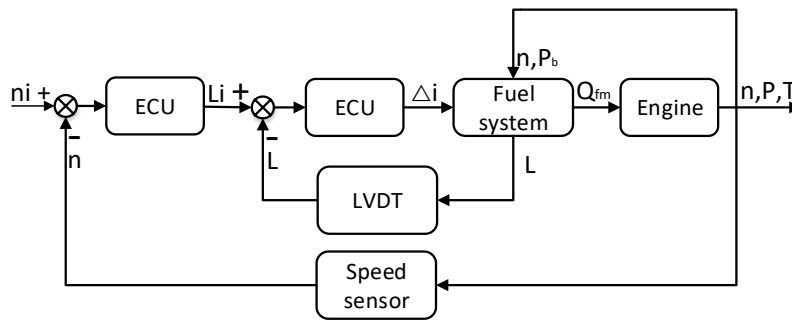 n,Pb
ni +
ECU
Li +
ECU
△i
Fuel
system
Qfm
Engine
n,P,T
−
n
−
L
L
LVDT
Speed
sensor